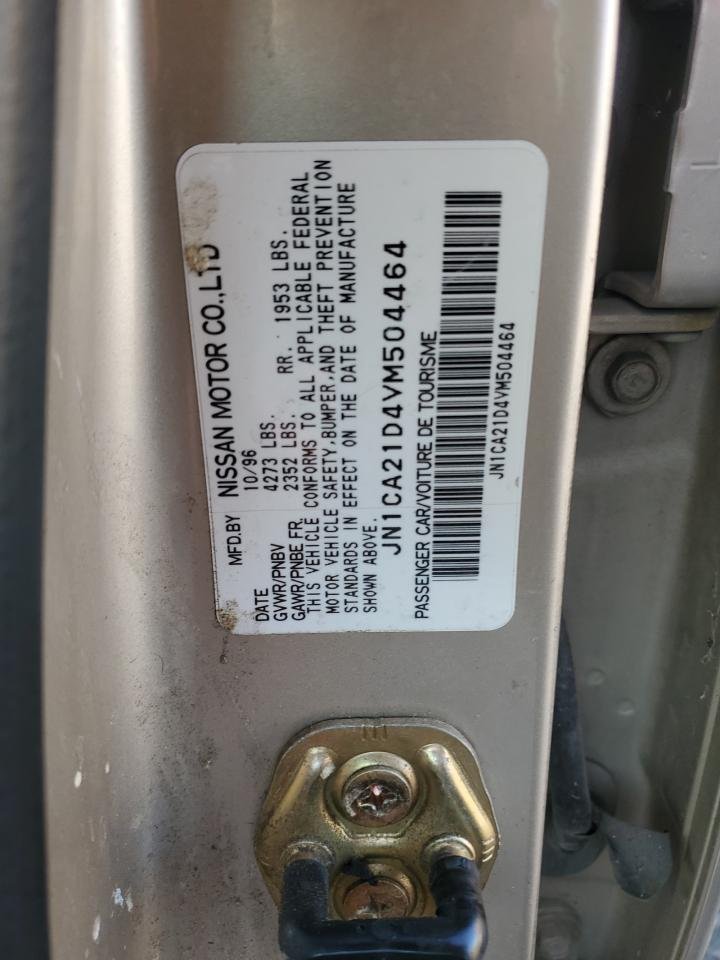 MFD.BY NISSAN MOTOR CO.,LTD
DATE 10/96
GVWR/PNBV 4273 LBS.
GAWR/PNBE FR. 2352 LBS. RR. 1953 LBS.
THIS VEHICLE CONFORMS TO ALL APPLICABLE FEDERAL
MOTOR VEHICLE SAFETY,BUMPER,AND THEFT PREVENTION
STANDARDS IN EFFECT ON THE DATE OF MANUFACTURE
SHOWN ABOVE.
JN1CA21D4VM504464
PASSENGER CAR/VOITURE DE TOURISME
JN1CA21D4VM504464